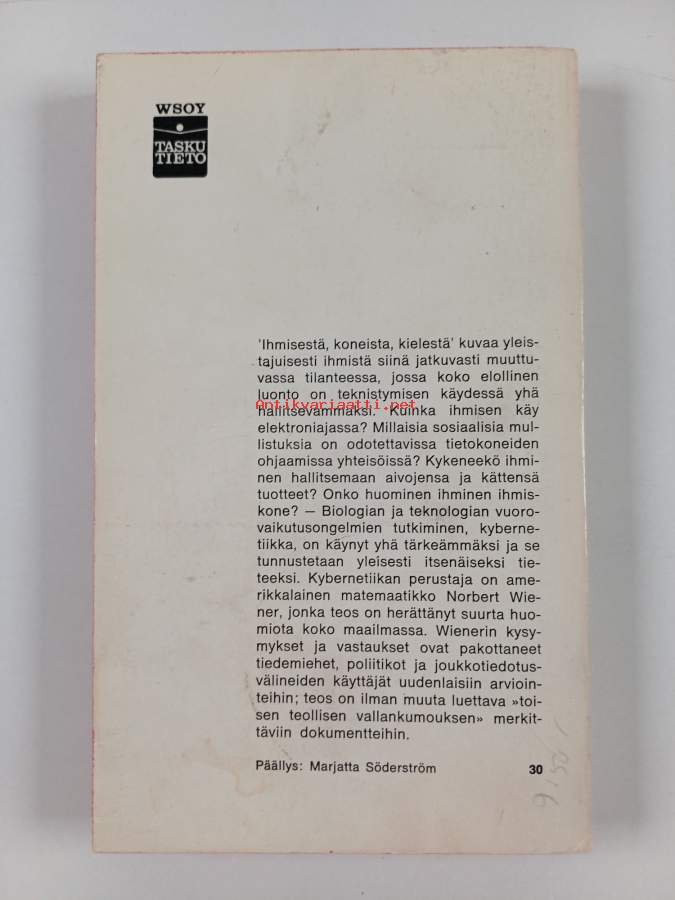 WSOY
TASKU
TIETO
'Ihmisestä, koneista, kielestä' kuvaa yleis-
tajuisesti ihmistä siinä jatkuvasti muuttu-
vassa tilanteessa, jossa koko elollinen
luonto on teknistymisen käydessä yhä
hallitsevammaksi. Kuinka ihmisen käy
Antikvariaatti.net
elektroniajassa? Millaisia sosiaalisia mul-
listuksia on odotettavissa tietokoneiden
ohjaamissa yhteisöissä? Kykeneekö ihmi-
nen hallitsemaan aivojensa ja kättensä
tuotteet? Onko huominen ihminen ihmis-
kone? — Biologian ja teknologian vuoro-
vaikutusongelmien tutkiminen, kyberne-
tiikka, on käynyt yhä tärkeämmäksi ja se
tunnustetaan yleisesti itsenäiseksi tie-
teeksi. Kybernetiikan perustaja on ame-
rikkalainen matemaatikko Norbert Wie-
ner, jonka teos on herättänyt suurta huo-
miota koko maailmassa. Wienerin kysy-
mykset ja vastaukset ovat pakottaneet
tiedemiehet, poliitikot ja joukkotiedotus-
välineiden käyttäjät uudenlaisiin arvioin-
teihin; teos on ilman muuta luettava »toi-
sen teollisen vallankumouksen» merkit-
täviin dokumentteihin.
Päällys: Marjatta Söderström
30